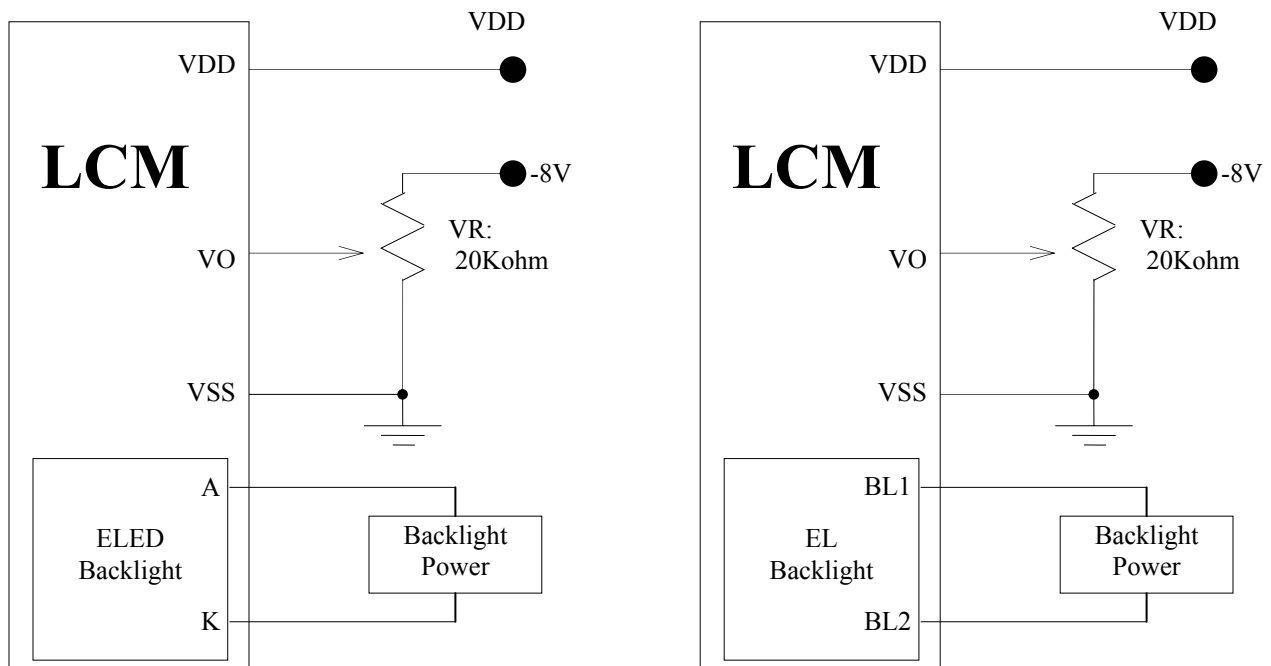 VDD
VDD
LCM
-8V
VR:
20Kohm
VO
VSS
A
ELED
Backlight
Backlight
Power
K
VDD
VDD
LCM
-8V
VR:
20Kohm
VO
VSS
BL1
EL
Backlight
Backlight
Power
BL2